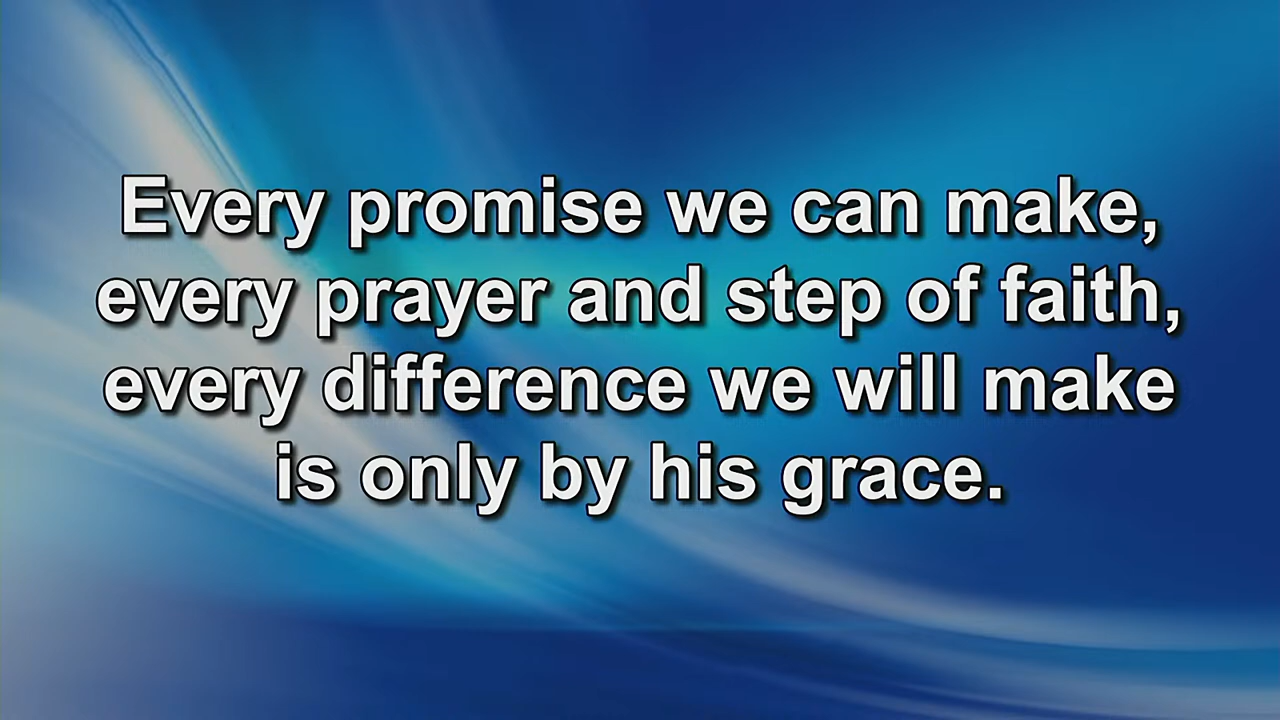 Every promise we can make,
every prayer and step of faith,
every difference we will make
is only by his grace.